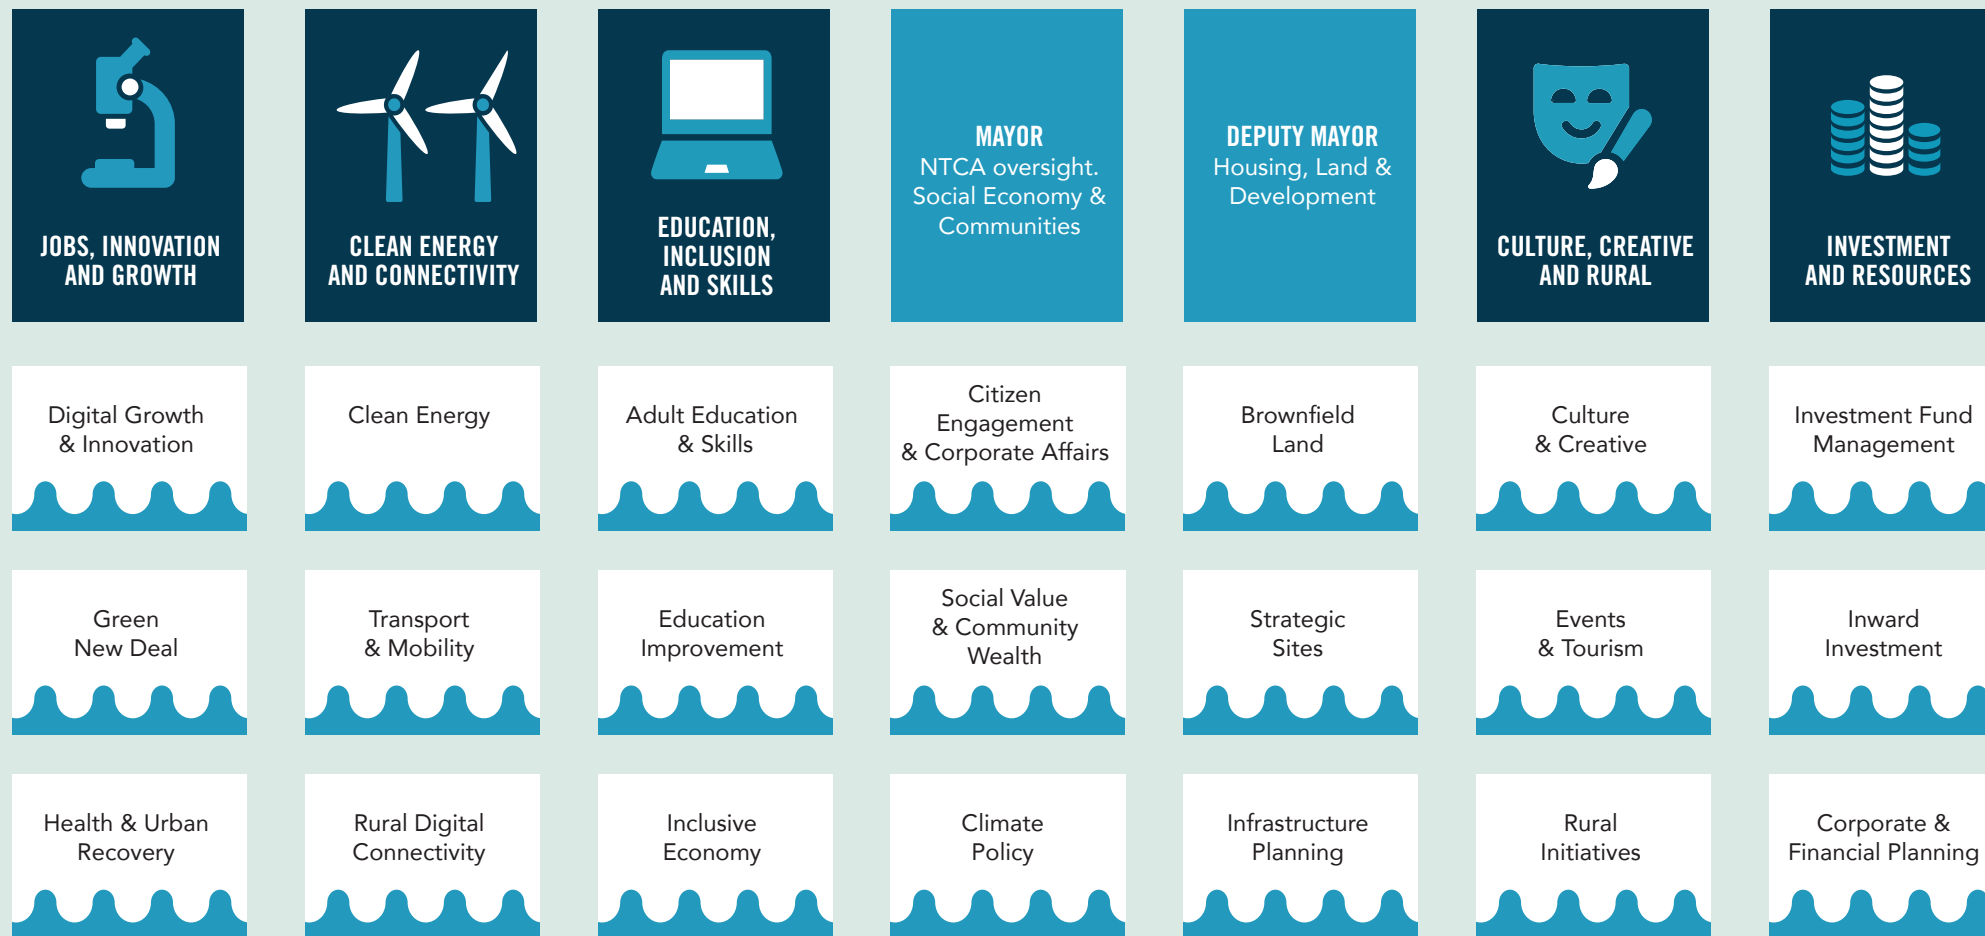 JOBS, INNOVATION
AND GROWTH
CLEAN ENERGY
AND CONNECTIVITY
EDUCATION,
INCLUSION
AND SKILLS
MAYOR
NTCA oversight.
Social Economy &
Communities
DEPUTY MAYOR
Housing, Land &
Development
CULTURE, CREATIVE
AND RURAL
INVESTMENT
AND RESOURCES
Digital Growth
& Innovation
Clean Energy
Adult Education
& Skills
Citizen
Engagement
& Corporate Affairs
Brownfield
Land
Culture
& Creative
Investment Fund
Management
Green
New Deal
Transport
& Mobility
Education
Improvement
Social Value
& Community
Wealth
Strategic
Sites
Events
& Tourism
Inward
Investment
Health & Urban
Recovery
Rural Digital
Connectivity
Inclusive
Economy
Climate
Policy
Infrastructure
Planning
Rural
Initiatives
Corporate &
Financial Planning